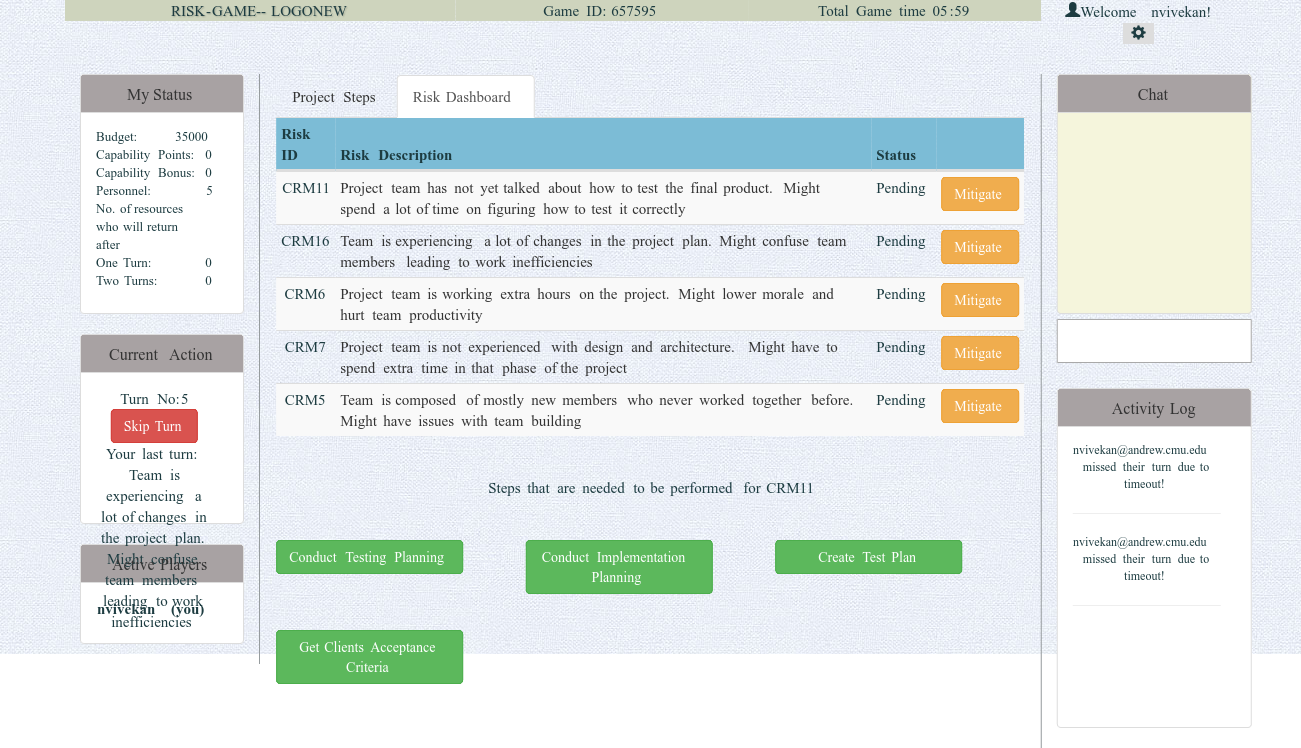 RISK-GAME-- LOGONEW
Game ID: 657595
Total Game time 05:59
Welcome nvivekan!
My Status
Budget: 35000
Capability Points: 0
Capability Bonus: 0
Personnel: 5
No. of resources
who will return
after
One Turn: 0
Two Turns: 0
Current Action
Turn No:5
Skip Turn
Your last turn:
Team is
experiencing a
lot of changes in
the project plan.
Might confuse
team members
leading to work
inefficiencies
Active Players
nvivekan (you)
Project Steps
Risk Dashboard
Risk
ID Risk Description Status
CRM11 Project team has not yet talked about how to test the final product. Might Pending Mitigate
spend a lot of time on figuring how to test it correctly
CRM16 Team is experiencing a lot of changes in the project plan. Might confuse team Pending Mitigate
members leading to work inefficiencies
CRM6 Project team is working extra hours on the project. Might lower morale and Pending Mitigate
hurt team productivity
CRM7 Project team is not experienced with design and architecture. Might have to Pending Mitigate
spend extra time in that phase of the project
CRM5 Team is composed of mostly new members who never worked together before. Pending Mitigate
Might have issues with team building
Steps that are needed to be performed for CRM11
Conduct Testing Planning
Conduct Implementation
Planning
Create Test Plan
Get Clients Acceptance
Criteria
Chat
Activity Log
nvivekan@andrew.cmu.edu
missed their turn due to
timeout!
nvivekan@andrew.cmu.edu
missed their turn due to
timeout!